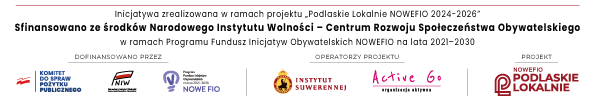 Inicjatywa zrealizowana w ramach projektu „Podlaskie Lokalnie NOWEFIO 2024-2026”
Sfinansowano ze środków Narodowego Instytutu Wolności – Centrum Rozwoju Społeczeństwa Obywatelskiego
w ramach Programu Fundusz Inicjatyw Obywatelskich NOWEFIO na lata 2021–2030
DOFINANSOWANO PRZEZ
OPERATORZY PROJEKTU
PROJEKT
KOMITET
DO SPRAW
POŻYTKU
PUBLICZNEGO
NIW
NOWEFIO
INSTYTUT
SUWERENNEJ
Active Go
organizacja aktywna
NOWEFIO
PODLASKIE
LOKALNIE